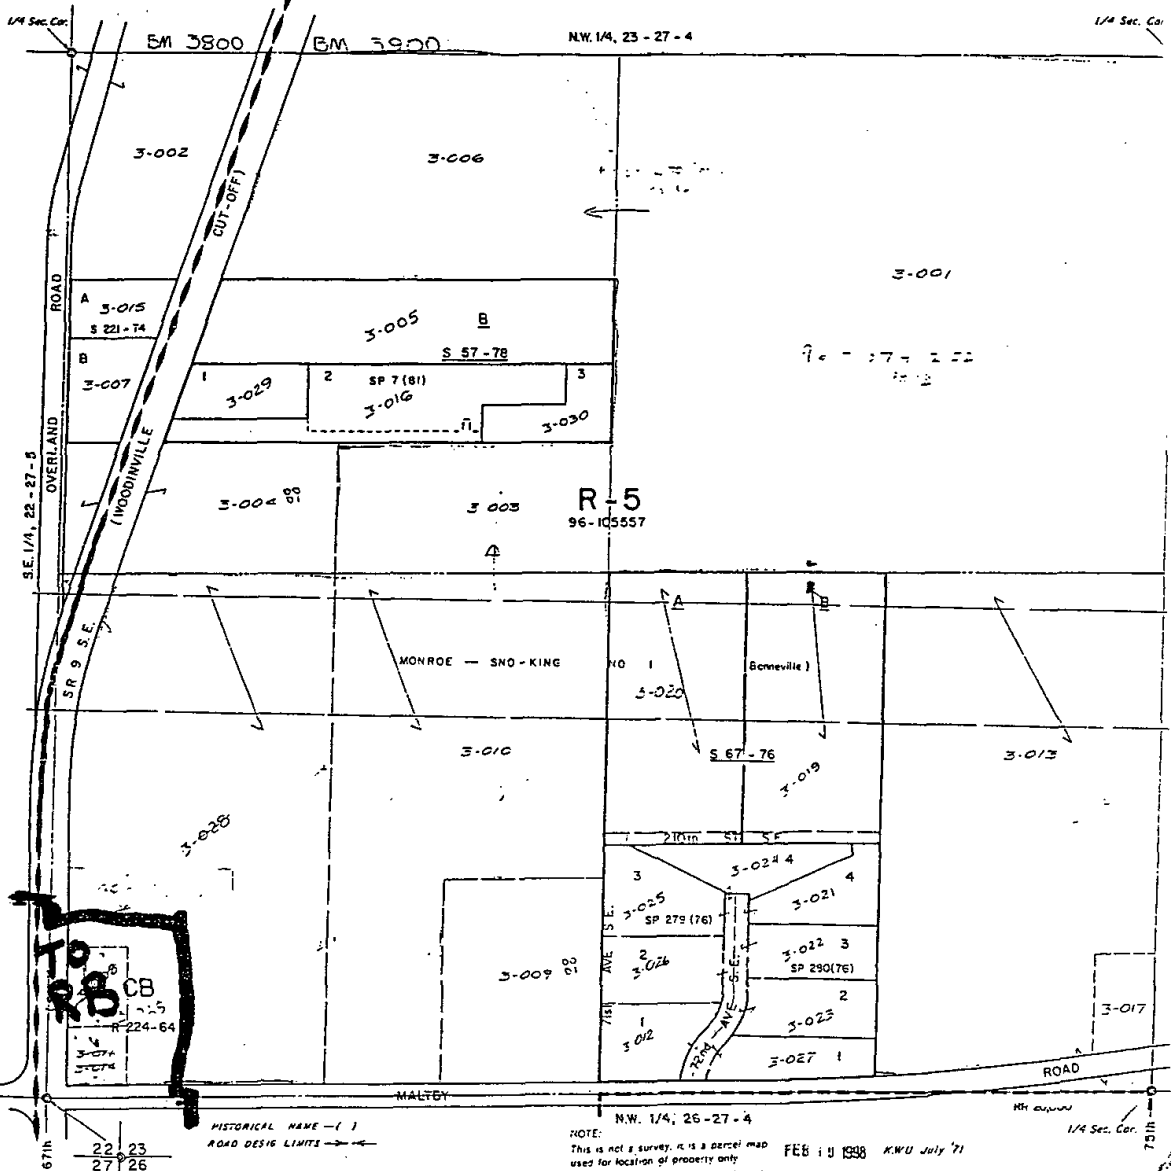 1/4 Sec. Cor.
BM 3800
BM 3900
N.W. 1/4, 23 - 27 - 4
1/4 Sec. Cor
3-002
3-006
CUT-OFF)
3-001
ROAD
A
3-015
S 221-74
3-005
B
S 57-78
B
3-007
1
3-029
2
SP 7 (81)
3-016
3
3-030
OVERLAND
(WOODINVILLE
S.E. 1/4, 22-27-5
3-004
3 003
R-5
96-105557
SR 9 S.E.
A
B
MONROE — SNO-KING
NO 1
Bonneville)
3-020
3-010
S 67-76
3-019
3-013
3-028
210th ST S.E.
3
3-025
SP 279 (76)
3-024 4
4
3-021
2
3-026
3-022 3
SP 290(76)
3-009
71st AVE S.E.
72nd AVE S.E.
1
3 012
2
3-023
3-027 1
3-017
TO
RD
CB
R 224-64
3-014
MALTBY
ROAD
N.W. 1/4, 26-27-4
1/4 Sec. Cor.
75th
67th
22 23
27 26
HISTORICAL NAME —( )
ROAD DESIG LIMITS
NOTE:
This is not a survey, it is a parcel map
used for location of property only
FEB 10 1998
KWU July '71